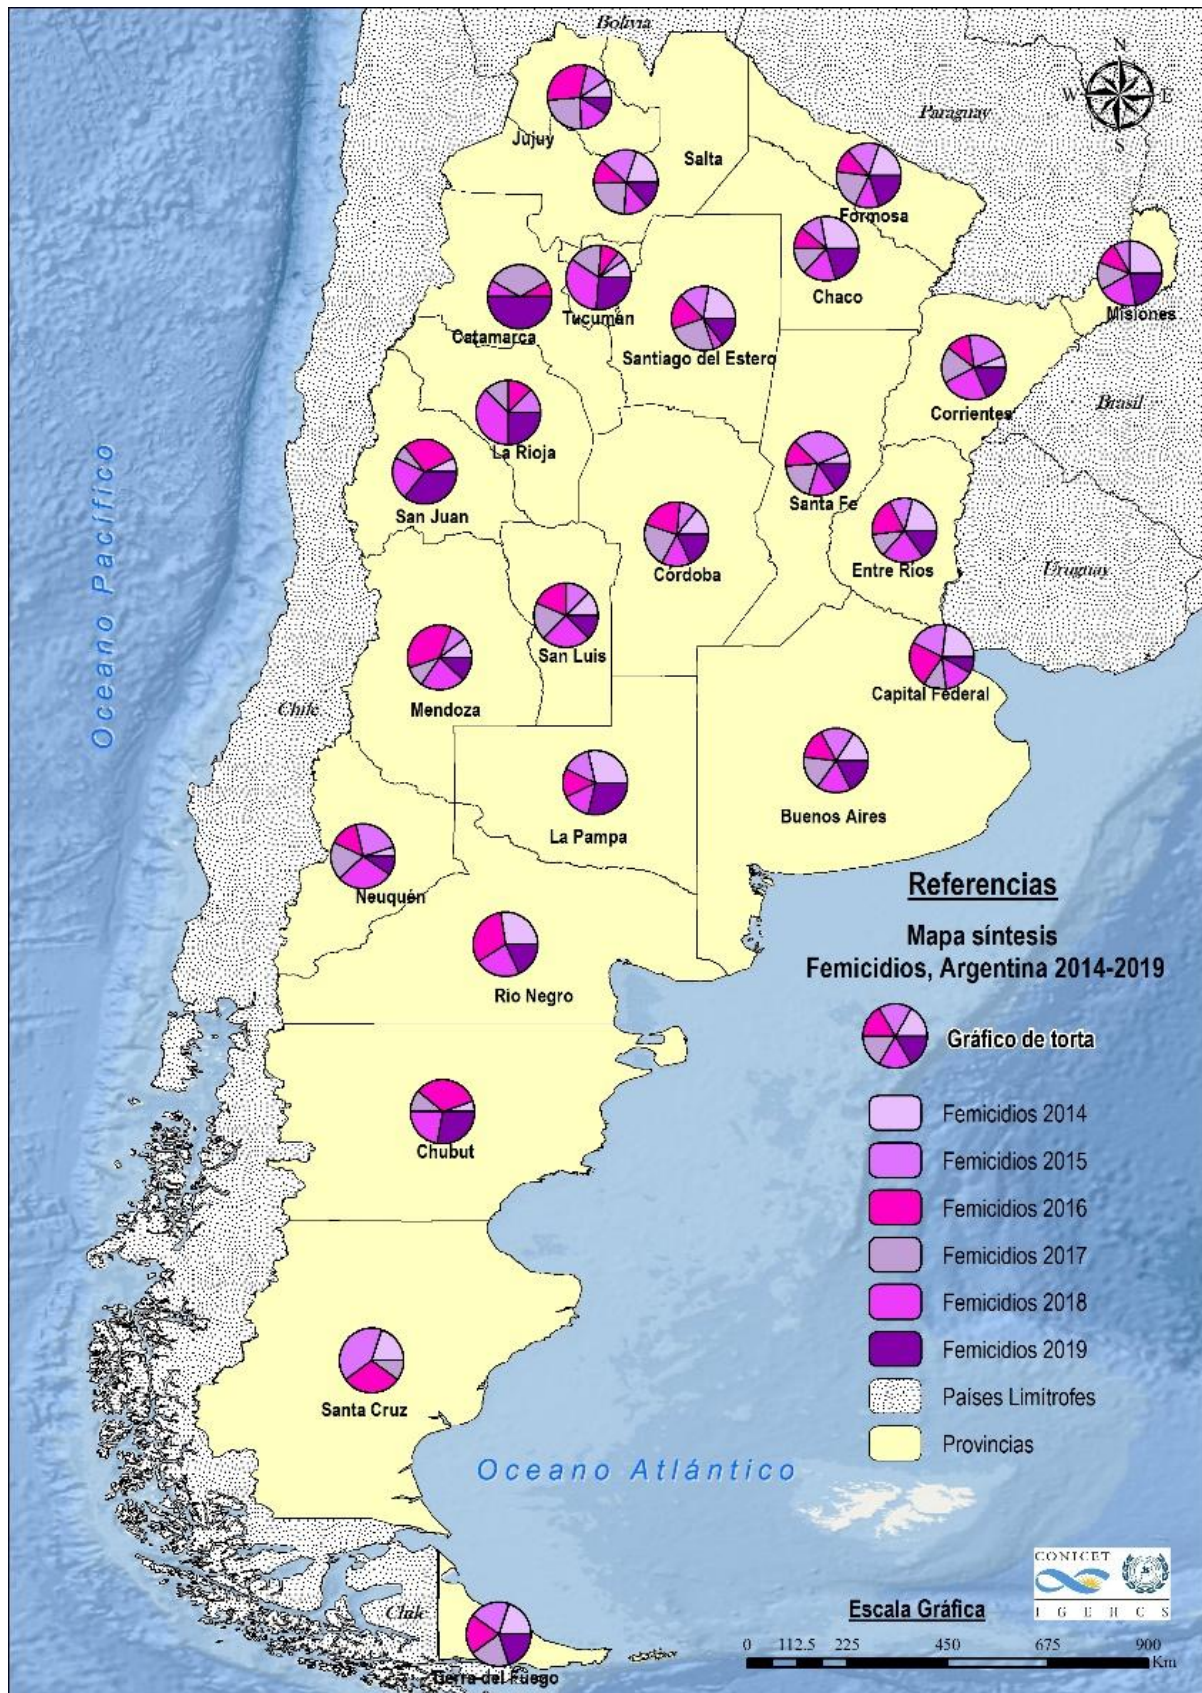 Bolivia
N
W E
S
Paraguay
Jujuy
Salta
Formosa
Chaco
Misiones
Tucumán
Catamarca
Santiago del Estero
Corrientes
Brasil
La Rioja
Santa Fe
San Juan
Córdoba
Entre Rios
Uruguay
San Luis
Capital Federal
Mendoza
Chile
Oceano Pacífico
La Pampa
Buenos Aires
Neuquén
Referencias
Mapa síntesis
Femicidios, Argentina 2014-2019
Rio Negro
Gráfico de torta
Femicidios 2014
Chubut
Femicidios 2015
Femicidios 2016
Femicidios 2017
Femicidios 2018
Femicidios 2019
Países Limitrofes
Santa Cruz
Provincias
Oceano Atlántico
CONICET
I G E H C S
Chile
Escala Gráfica
0 112.5 225 450 675 900
Km
Tierra del Fuego